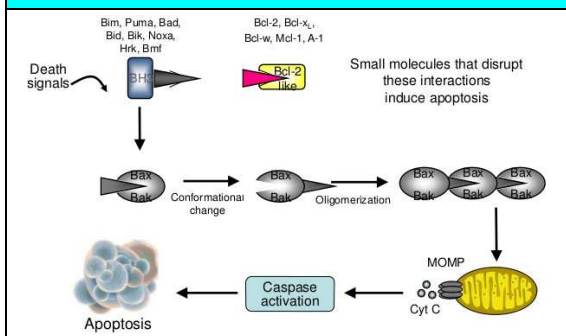 Bim, Puma, Bad,
Bid, Bik, Noxa,
Hrk, Bmf
Bcl-2, Bcl-xL,
Bcl-w, Mcl-1, A-1
Death
signals
BH3
Bcl-2
like
Small molecules that disrupt
these interactions
induce apoptosis
Bax
Bak
Conformational
change
Bax
Bak
Oligomerization
Bax Bax Bax
Bak Bak Bak
MOMP
Cyt C
Caspase
activation
Apoptosis